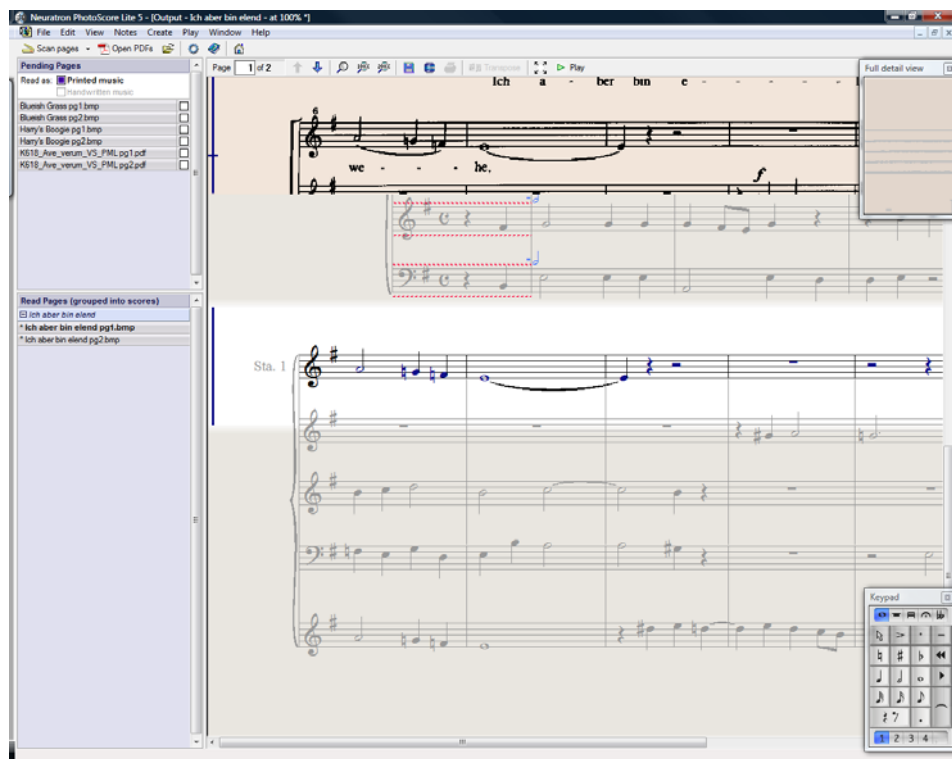 Neuratron PhotoScore Lite 5 - [Output - Ich aber bin elend - at 100% *]
File Edit View Notes Create Play Window Help
Scan pages Open PDFs
Pending Pages
Read as: Printed music
Handwritten music
Blueish Grass pg1.bmp
Blueish Grass pg2.bmp
Harry's Boogie pg1.bmp
Harry's Boogie pg2.bmp
K618_Ave_verum_VS_PML pg1.pdf
K618_Ave_verum_VS_PML pg2.pdf
Read Pages (grouped into scores)
Ich aber bin elend
* Ich aber bin elend pg1.bmp
* Ich aber bin elend pg2.bmp
Page 1 of 2 Transpose Play
Ich a - ber bin e - - - -
6
we - - - he,
f
Sta. 1
Full detail view
Keypad
1 2 3 4